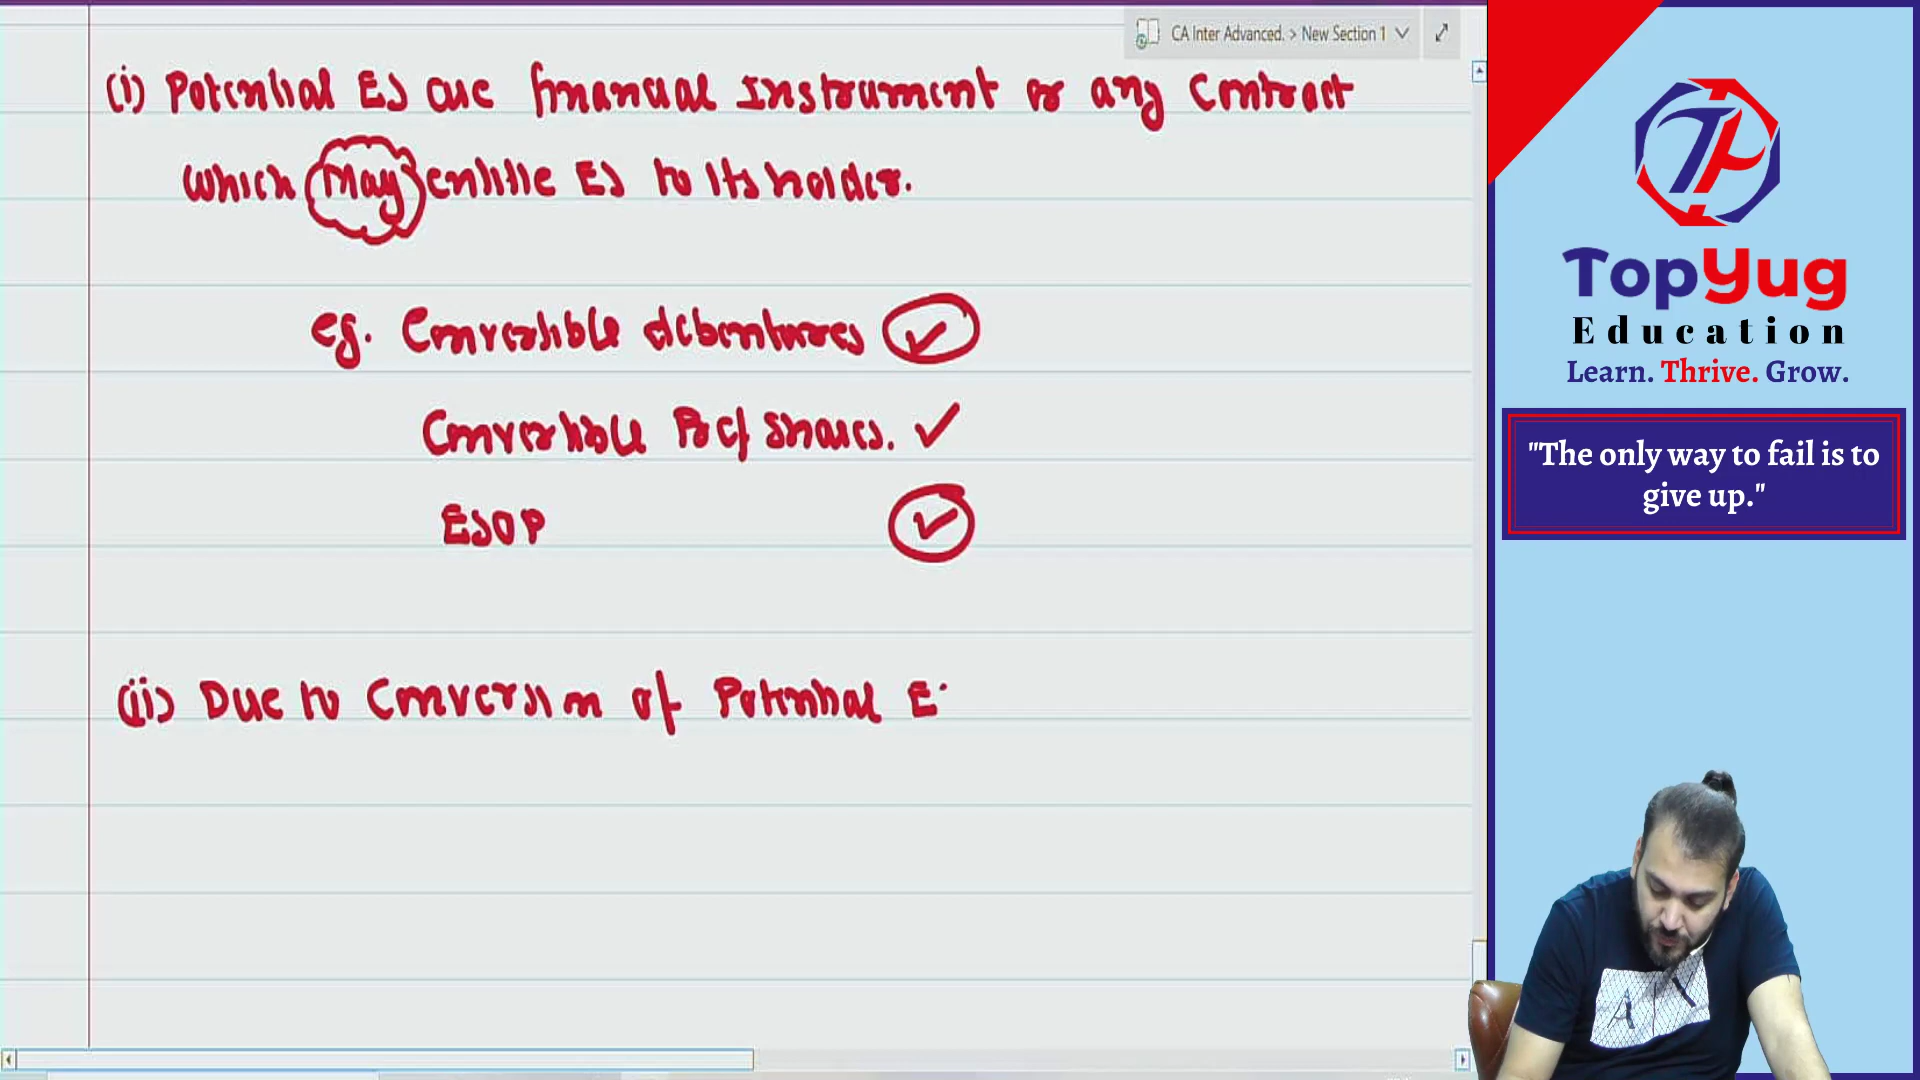 CA Inter Advanced. > New Section 1
(i) Potential ES are financial Instrument or any Contract
which May entitle ES to its holder.
eg. Convertible debentures ✓
Convertible Pref Shares. ✓
ESOP ✓
(ii) Due to Conversion of Potential E
TopYug
Education
Learn. Thrive. Grow.
"The only way to fail is to
give up."